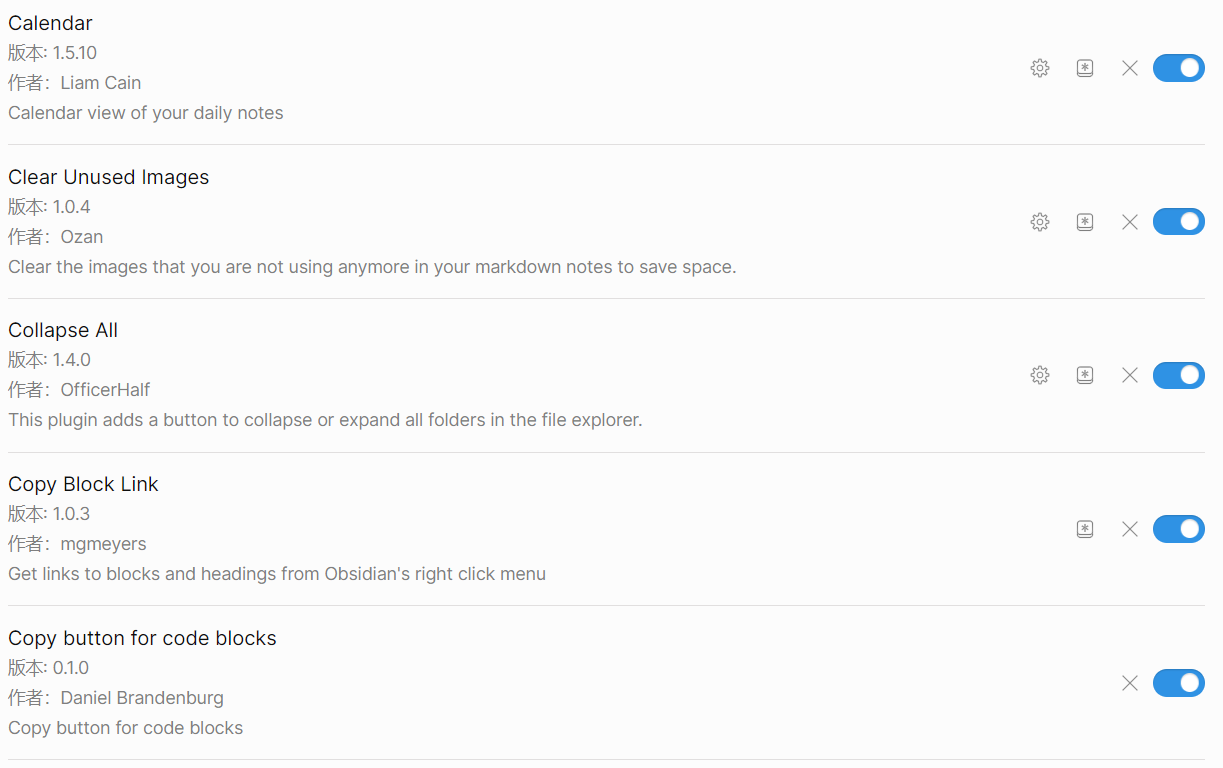 Calendar
版本: 1.5.10
作者：Liam Cain
Calendar view of your daily notes
Clear Unused Images
版本: 1.0.4
作者：Ozan
Clear the images that you are not using anymore in your markdown notes to save space.
Collapse All
版本: 1.4.0
作者：OfficerHalf
This plugin adds a button to collapse or expand all folders in the file explorer.
Copy Block Link
版本: 1.0.3
作者：mgmeyers
Get links to blocks and headings from Obsidian's right click menu
Copy button for code blocks
版本: 0.1.0
作者：Daniel Brandenburg
Copy button for code blocks